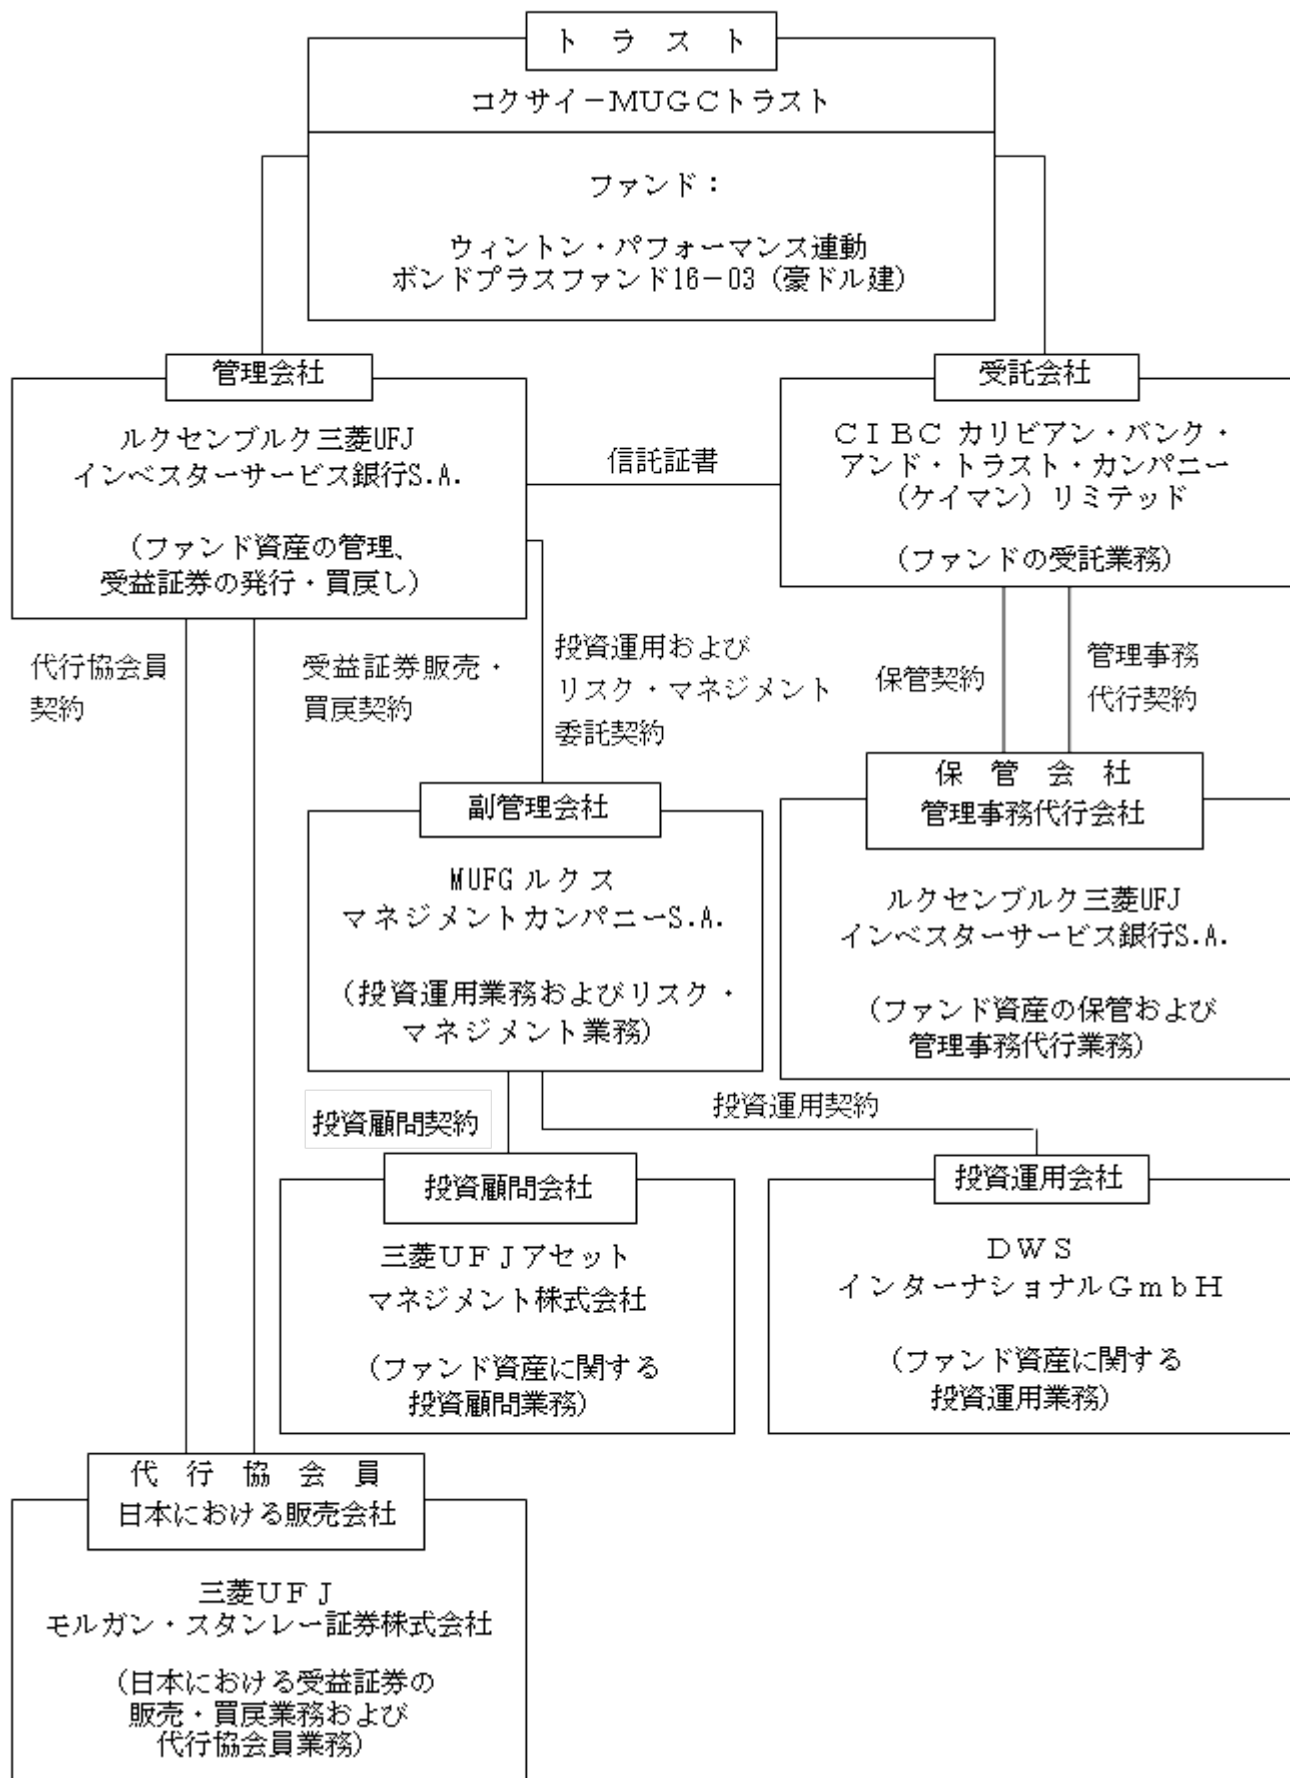 トラスト
コクサイ－MUGCトラスト
ファンド：
ウィントン・パフォーマンス連動
ボンドプラスファンド16－03（豪ドル建）
管理会社
ルクセンブルク三菱UFJ
インベスターサービス銀行S.A.
（ファンド資産の管理、
受益証券の発行・買戻し）
信託証書
受託会社
ＣＩＢＣ カリビアン・バンク・
アンド・トラスト・カンパニー
（ケイマン）リミテッド
（ファンドの受託業務）
代行協会員
契約
受益証券販売・
買戻契約
投資運用および
リスク・マネジメント
委託契約
保管契約
管理事務
代行契約
副管理会社
MUFG ルクス
マネジメントカンパニーS.A.
（投資運用業務およびリスク・
マネジメント業務）
保管会社
管理事務代行会社
ルクセンブルク三菱UFJ
インベスターサービス銀行S.A.
（ファンド資産の保管および
管理事務代行業務）
投資顧問契約
投資運用契約
投資顧問会社
三菱ＵＦＪアセット
マネジメント株式会社
（ファンド資産に関する
投資顧問業務）
投資運用会社
ＤＷＳ
インターナショナルＧｍｂＨ
（ファンド資産に関する
投資運用業務）
代行協会員
日本における販売会社
三菱ＵＦＪ
モルガン・スタンレー証券株式会社
（日本における受益証券の
販売・買戻業務および
代行協会員業務）